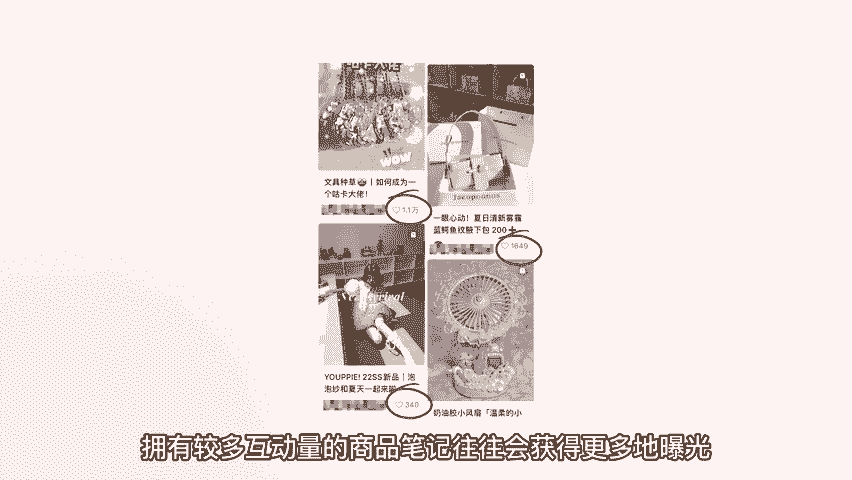 wow
文具种草 | 如何成为一
个咕卡大佬！
1.1万
一眼心动！夏日清新雾霾
蓝鳄鱼纹腋下包 200+
1649
YOUPPIE! 22SS新品 | 泡
泡纱和夏天一起来啦
340
奶油胶小风扇「温柔的小
拥有较多互动量的商品笔记往往会获得更多地曝光